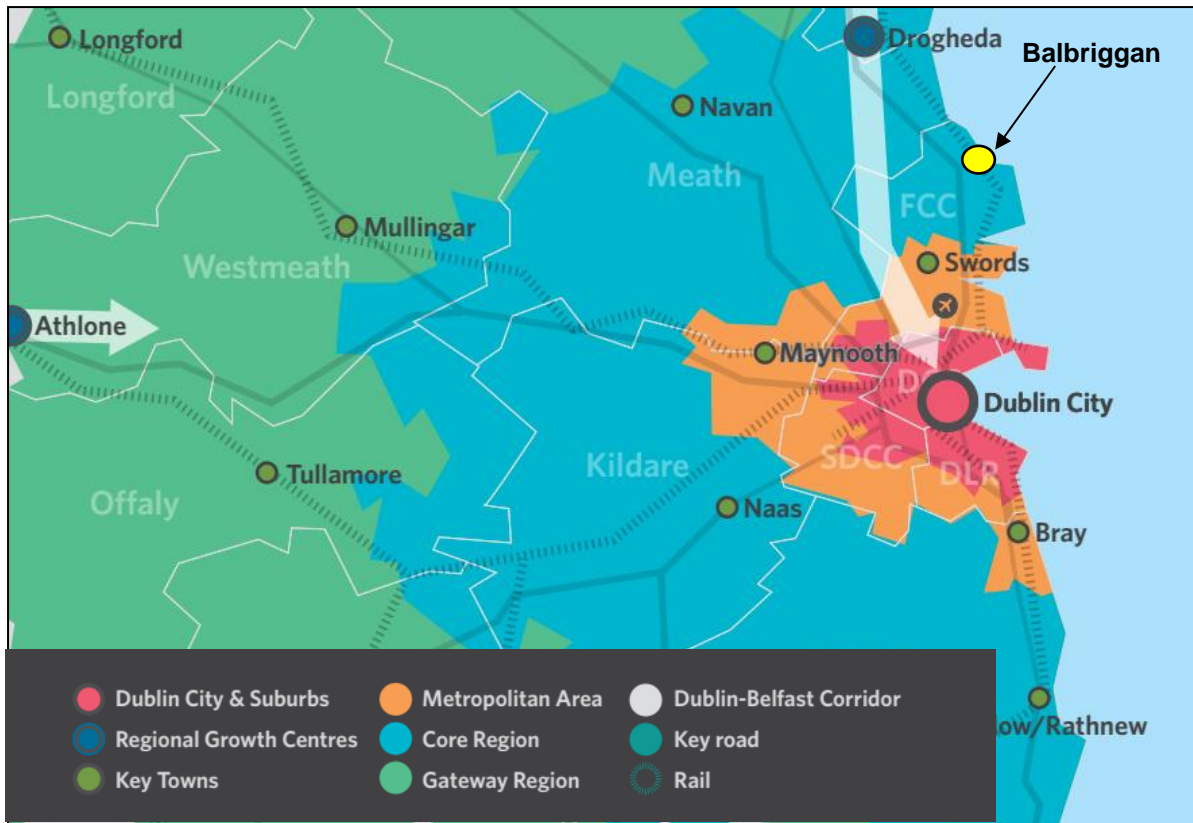 Longford
Drogheda
Balbriggan
Longford
Navan
Meath
FCC
Mullingar
Swords
Westmeath
Athlone
Maynooth
Dublin City
Kildare
SDCC
DLR
Tullamore
Offaly
Naas
Bray
Dublin City & Suburbs
Metropolitan Area
Dublin-Belfast Corridor
Regional Growth Centres
Core Region
Key road
ow/Rathnew
Key Towns
Gateway Region
Rail